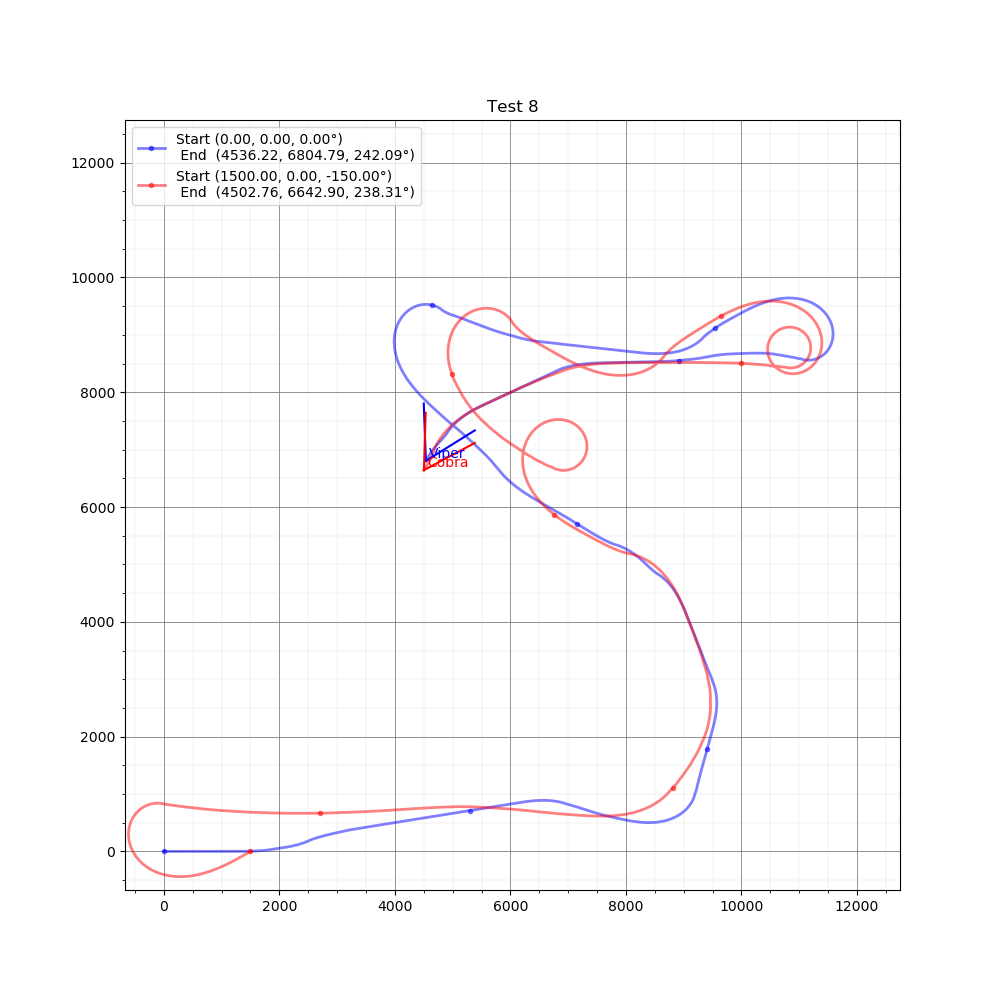 Test 8
Start (0.00, 0.00, 0.00°)
End (4536.22, 6804.79, 242.09°)
Start (1500.00, 0.00, -150.00°)
End (4502.76, 6642.90, 238.31°)
12000
10000
8000
6000
4000
2000
0
Viper
Cobra
0 2000 4000 6000 8000 10000 12000